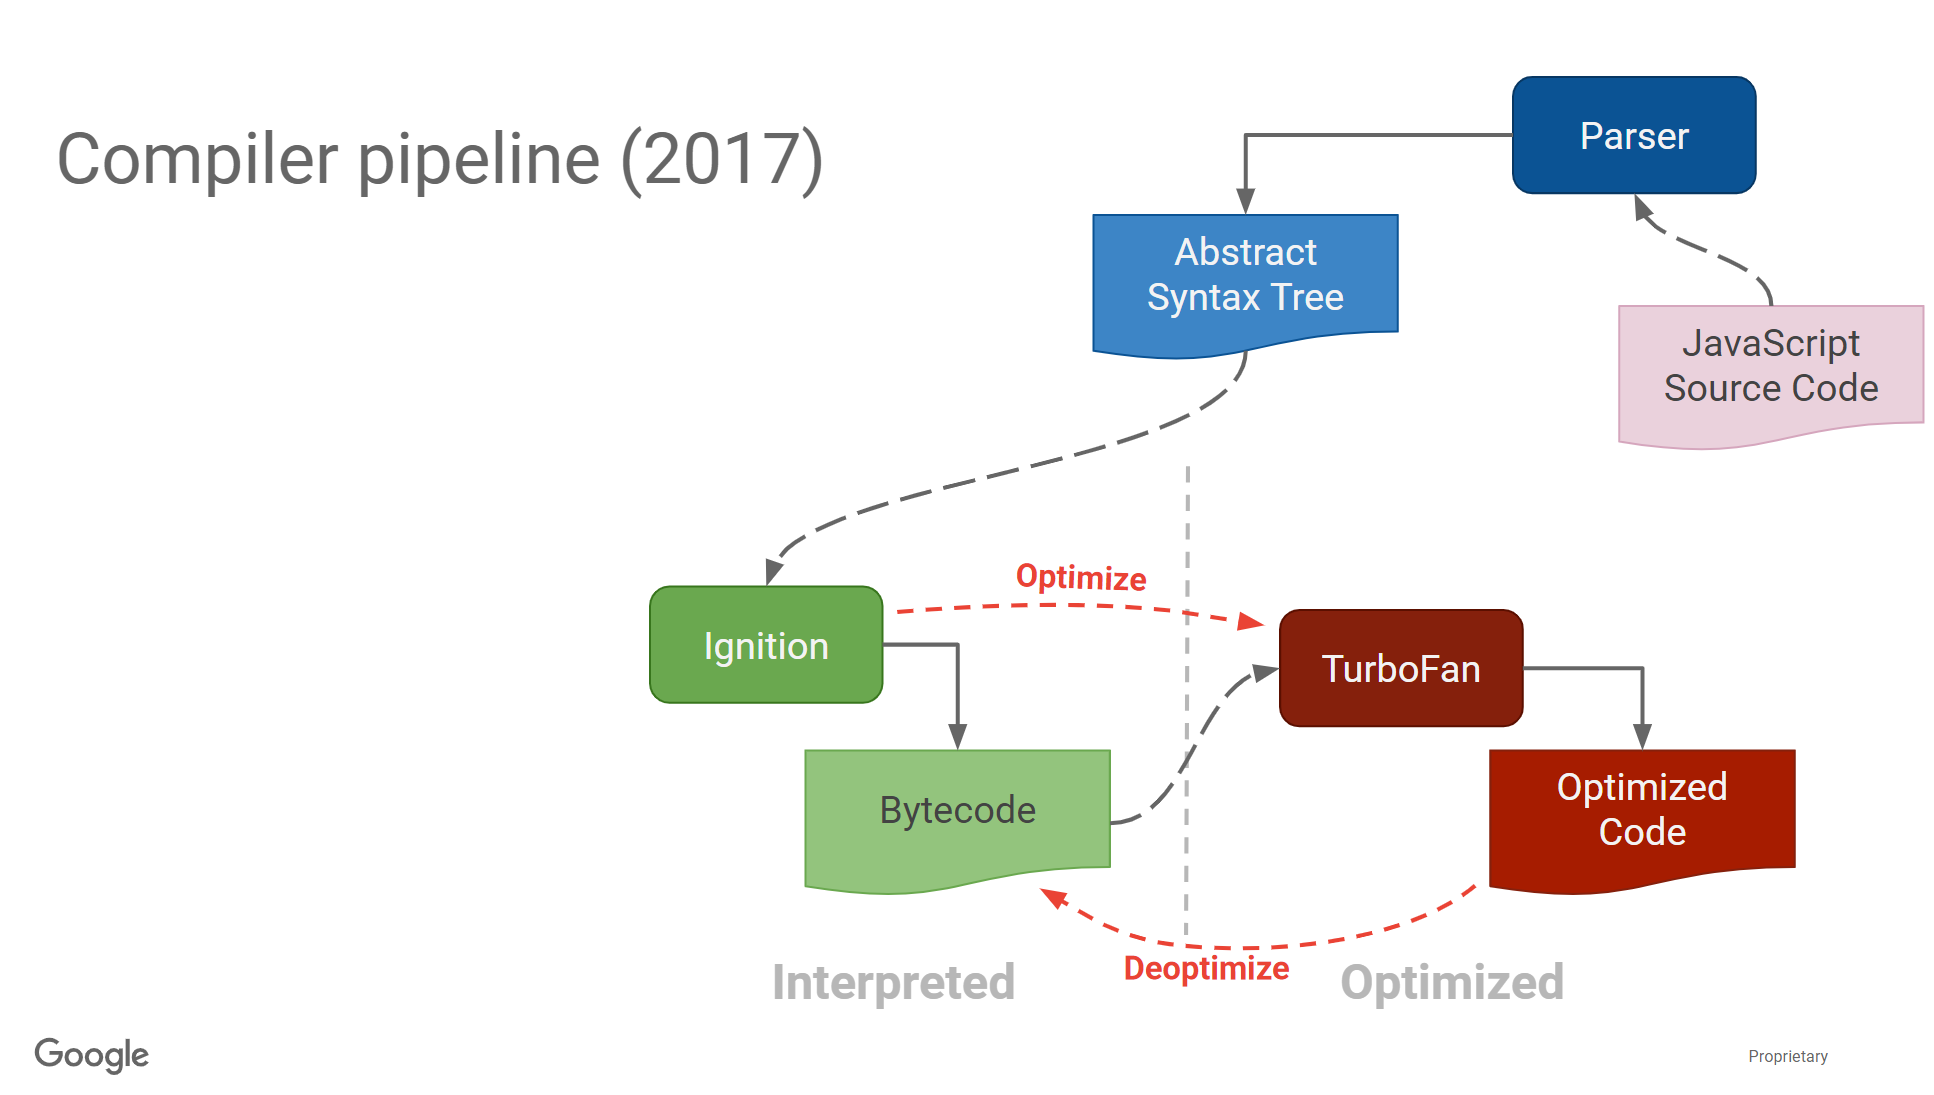 Compiler pipeline (2017)
Parser
Abstract
Syntax Tree
JavaScript
Source Code
Optimize
Ignition
TurboFan
Bytecode
Optimized
Code
Deoptimize
Interpreted
Optimized
Google
Proprietary